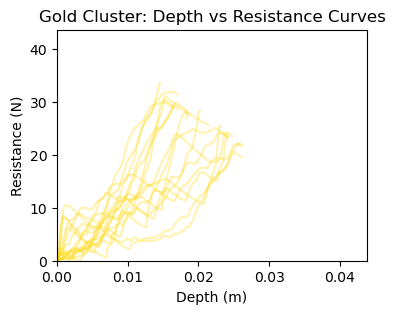 Gold Cluster: Depth vs Resistance Curves
40
30
20
10
0
Resistance (N)
0.00 0.01 0.02 0.03 0.04
Depth (m)